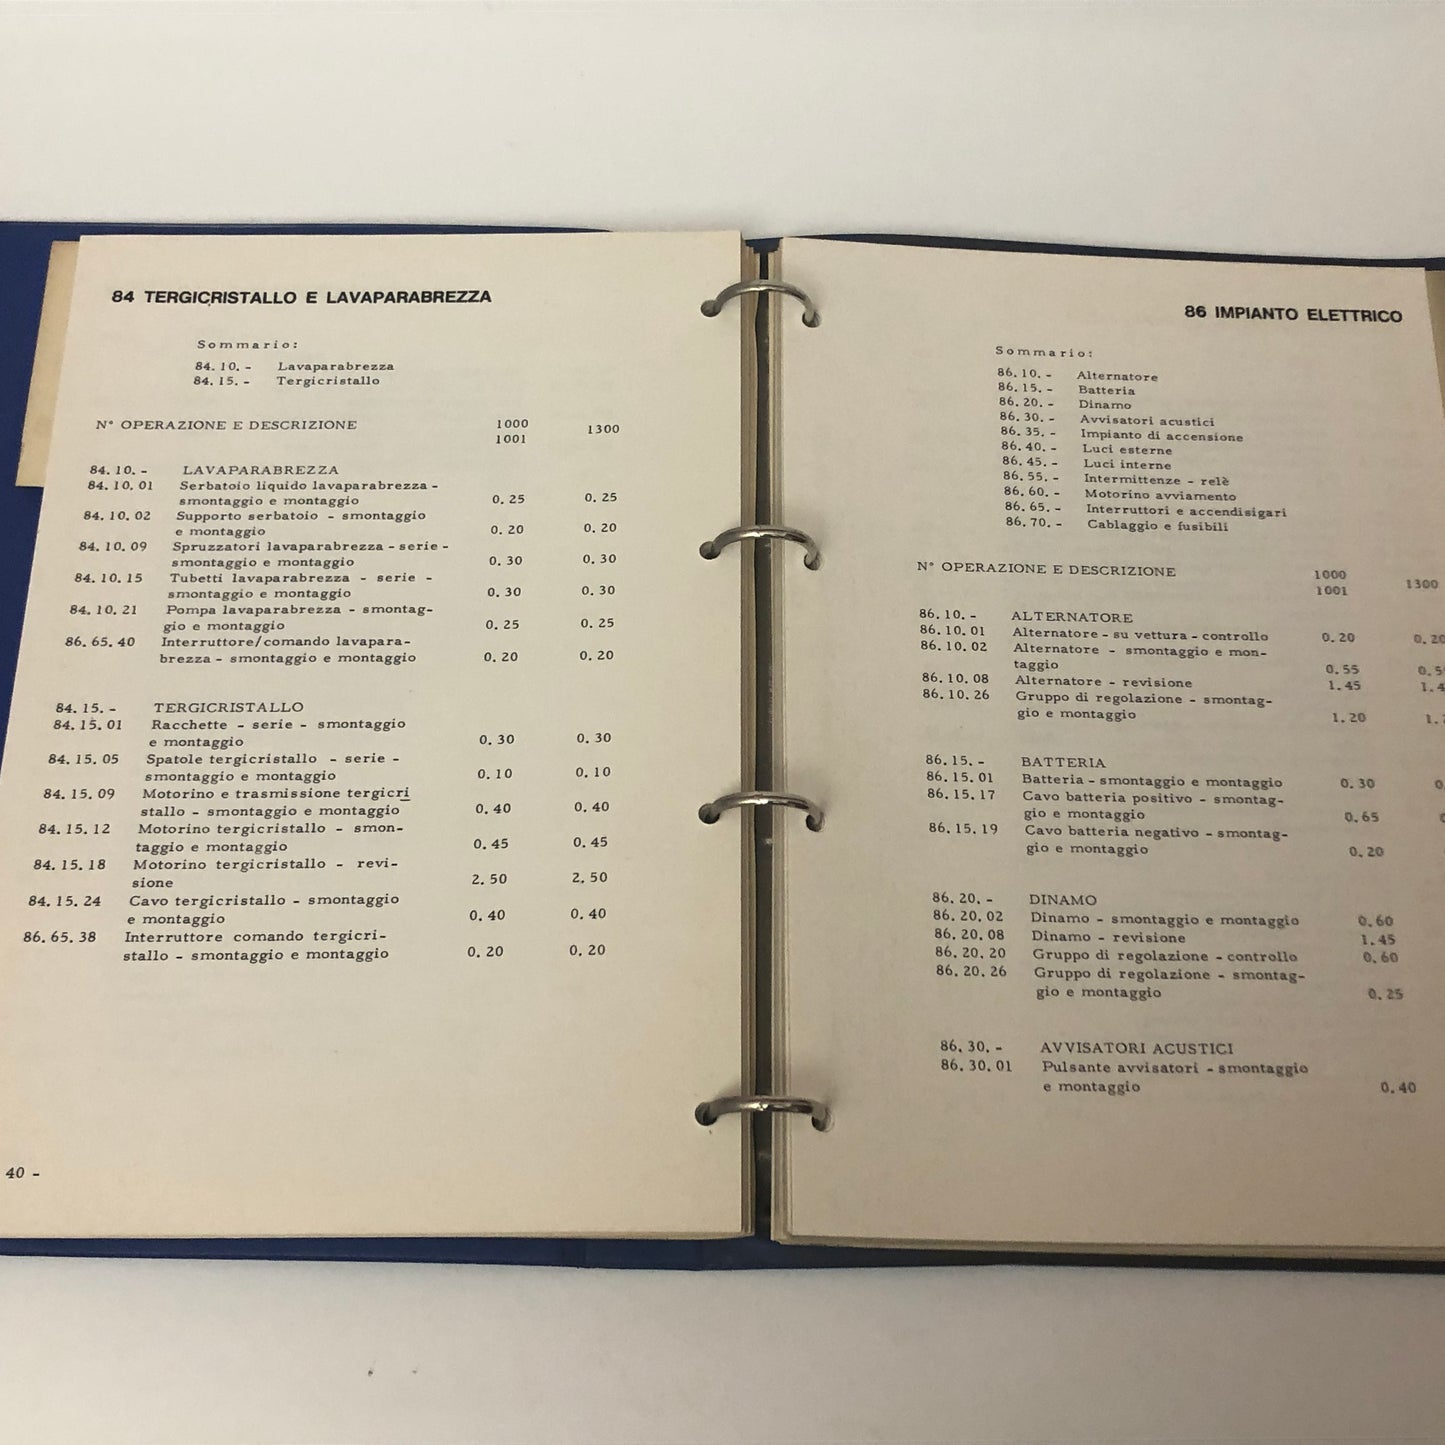 84 TERGICRISTALLO E LAVAPARABREZZA
Sommario:
84.10.- Lavaparabrezza
84.15.- Tergicristallo
N° OPERAZIONE E DESCRIZIONE 1000 1300
1001
84.10.- LAVAPARABREZZA
84.10.01 Serbatoio liquido lavaparabrezza -
smontaggio e montaggio 0.25 0.25
84.10.02 Supporto serbatoio - smontaggio
e montaggio 0.20 0.20
84.10.09 Spruzzatori lavaparabrezza - serie -
smontaggio e montaggio 0.30 0.30
84.10.15 Tubetti lavaparabrezza - serie -
smontaggio e montaggio 0.30 0.30
84.10.21 Pompa lavaparabrezza - smontag-
gio e montaggio 0.25 0.25
86.65.40 Interruttore/comando lavapara-
brezza - smontaggio e montaggio 0.20 0.20
84.15.- TERGICRISTALLO
84.15.01 Racchette - serie - smontaggio
e montaggio 0.30 0.30
84.15.05 Spatole tergicristallo - serie -
smontaggio e montaggio 0.10 0.10
84.15.09 Motorino e trasmissione tergicri
stallo - smontaggio e montaggio 0.40 0.40
84.15.12 Motorino tergicristallo - smon-
taggio e montaggio 0.45 0.45
84.15.18 Motorino tergicristallo - revi-
sione 2.50 2.50
84.15.24 Cavo tergicristallo - smontaggio
e montaggio 0.40 0.40
86.65.38 Interruttore comando tergicri-
stallo - smontaggio e montaggio 0.20 0.20
40 -
86 IMPIANTO ELETTRICO
Sommario:
86.10.- Alternatore
86.15.- Batteria
86.20.- Dinamo
86.30.- Avvisatori acustici
86.35.- Impianto di accensione
86.40.- Luci esterne
86.45.- Luci interne
86.55.- Intermittenze - relè
86.60.- Motorino avviamento
86.65.- Interruttori e accendisigari
86.70.- Cablaggio e fusibili
N° OPERAZIONE E DESCRIZIONE 1000 1300
1001
86.10.- ALTERNATORE
86.10.01 Alternatore - su vettura - controllo 0.20 0.20
86.10.02 Alternatore - smontaggio e mon-
taggio 0.55
86.10.08 Alternatore - revisione 1.45
86.10.26 Gruppo di regolazione - smontag-
gio e montaggio 1.20
86.15.- BATTERIA
86.15.01 Batteria - smontaggio e montaggio 0.30
86.15.17 Cavo batteria positivo - smontag-
gio e montaggio 0.65
86.15.19 Cavo batteria negativo - smontag-
gio e montaggio 0.20
86.20.- DINAMO
86.20.02 Dinamo - smontaggio e montaggio 0.60
86.20.08 Dinamo - revisione 1.45
86.20.20 Gruppo di regolazione - controllo 0.60
86.20.26 Gruppo di regolazione - smontag-
gio e montaggio 0.25
86.30.- AVVISATORI ACUSTICI
86.30.01 Pulsante avvisatori - smontaggio
e montaggio 0.40